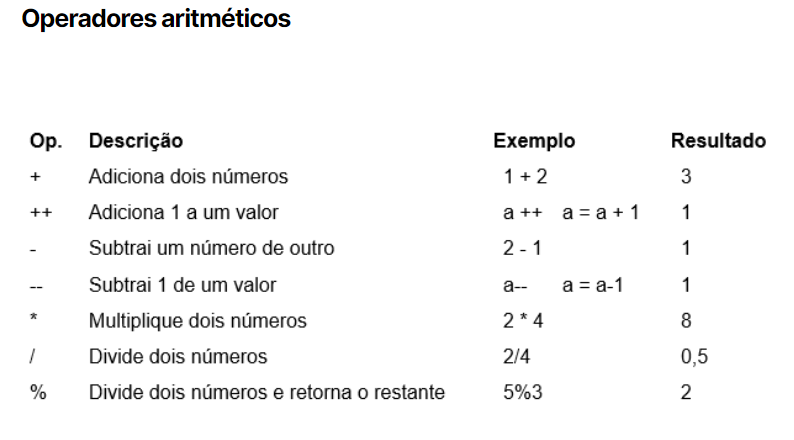 Operadores aritméticos
Op. Descrição Exemplo Resultado
+ Adiciona dois números 1 + 2 3
++ Adiciona 1 a um valor a ++ a = a + 1 1
- Subtrai um número de outro 2 - 1 1
-- Subtrai 1 de um valor a-- a = a-1 1
* Multiplique dois números 2 * 4 8
/ Divide dois números 2/4 0,5
% Divide dois números e retorna o restante 5%3 2